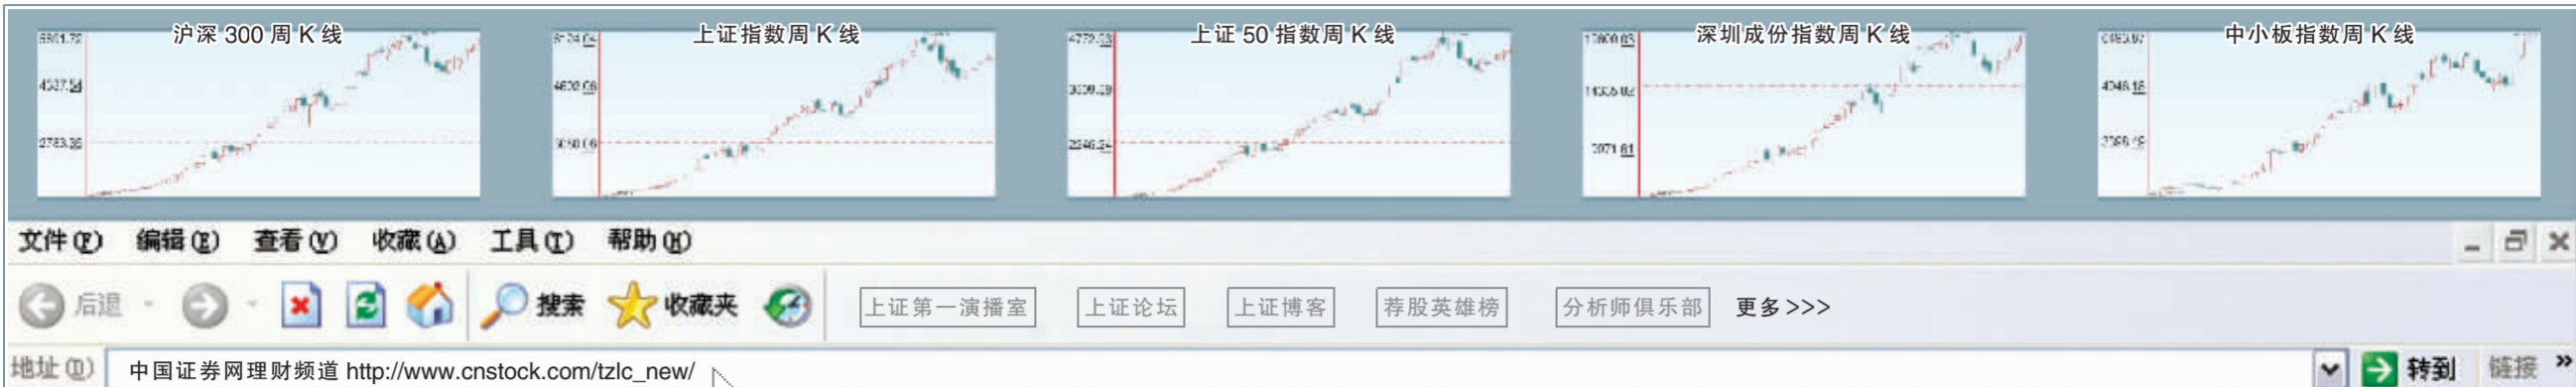 沪深 300 周 K 线
上证指数周 K 线
上证 50 指数周 K 线
深圳成份指数周 K 线
中小板指数周 K 线
文件(F) 编辑(E) 查看(V) 收藏(A) 工具(T) 帮助(H)
后退 搜索 收藏夹 上证第一演播室 上证论坛 上证博客 荐股英雄榜 分析师俱乐部 更多>>>
地址(D) 中国证券网理财频道 http://www.cnstock.com/tzlc_new/ 转到 链接 »